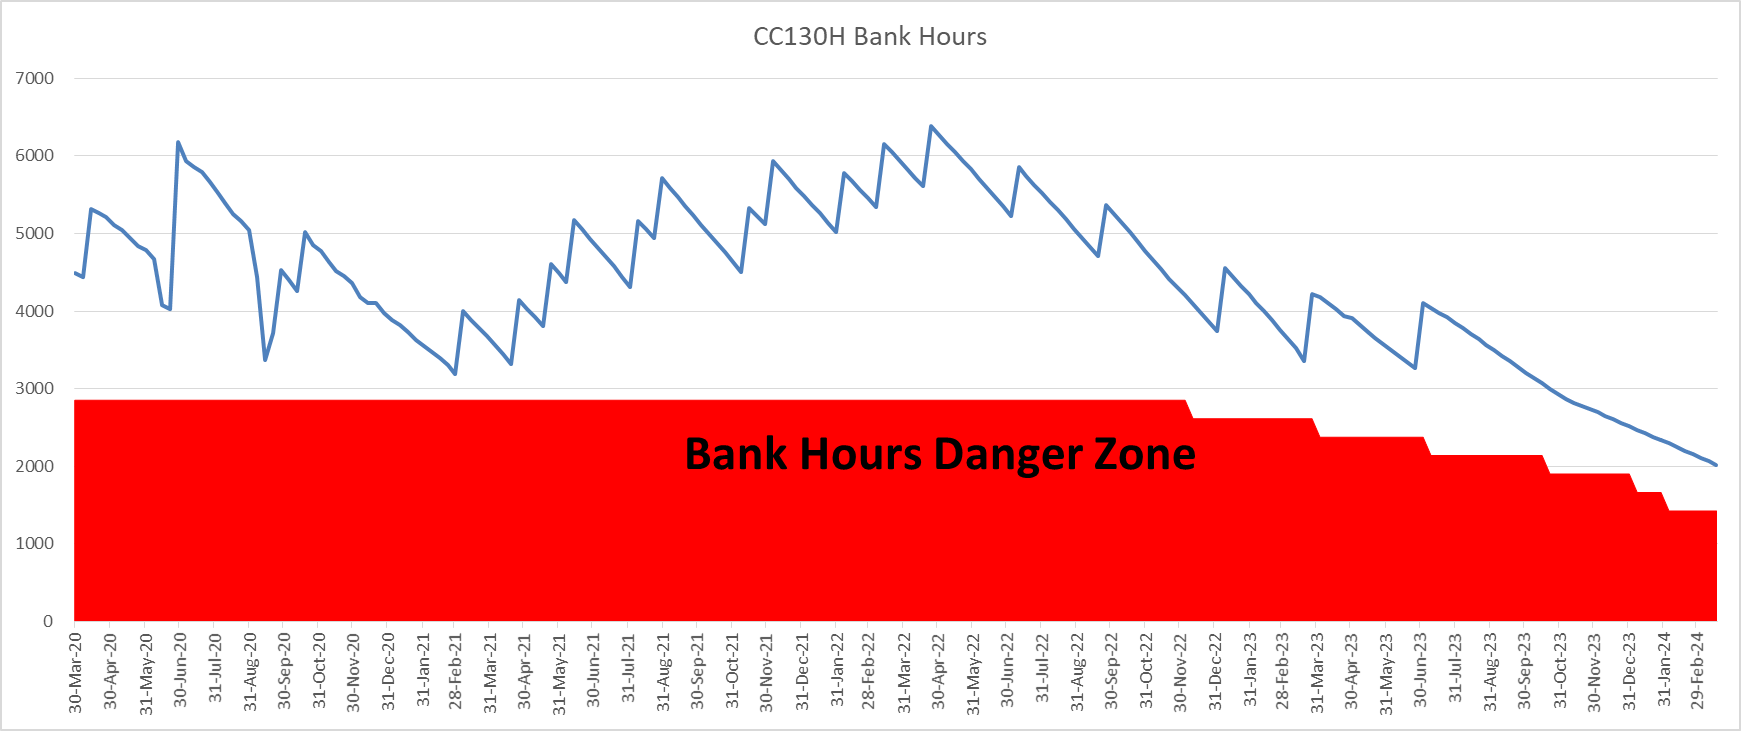 CC130H Bank Hours
7000
6000
5000
4000
3000
2000
1000
0
Bank Hours Danger Zone
30-Mar-20
30-Apr-20
31-May-20
30-Jun-20
31-Jul-20
31-Aug-20
30-Sep-20
31-Oct-20
30-Nov-20
31-Dec-20
31-Jan-21
28-Feb-21
31-Mar-21
30-Apr-21
31-May-21
30-Jun-21
31-Jul-21
31-Aug-21
30-Sep-21
31-Oct-21
30-Nov-21
31-Dec-21
31-Jan-22
28-Feb-22
31-Mar-22
30-Apr-22
31-May-22
30-Jun-22
31-Jul-22
31-Aug-22
30-Sep-22
31-Oct-22
30-Nov-22
31-Dec-22
31-Jan-23
28-Feb-23
31-Mar-23
30-Apr-23
31-May-23
30-Jun-23
31-Jul-23
31-Aug-23
30-Sep-23
31-Oct-23
30-Nov-23
31-Dec-23
31-Jan-24
29-Feb-24